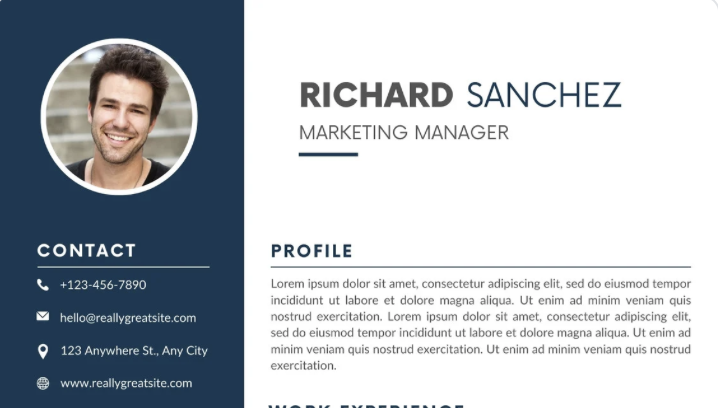 RICHARD SANCHEZ
MARKETING MANAGER
CONTACT
+123-456-7890
hello@reallygreatsite.com
123 Anywhere St., Any City
www.reallygreatsite.com
PROFILE
Lorem ipsum dolor sit amet, consectetur adipiscing elit, sed do eiusmod tempor
incididunt ut labore et dolore magna aliqua. Ut enim ad minim veniam quis
nostrud exercitation. Lorem ipsum dolor sit amet, consectetur adipiscing elit,
sed do eiusmod tempor incididunt ut labore et dolore magna aliqua. Ut enim ad
minim veniam quis nostrud exercitation. Ut enim ad minim veniam quis nostrud
exercitation.
WORK EXPERIENCE